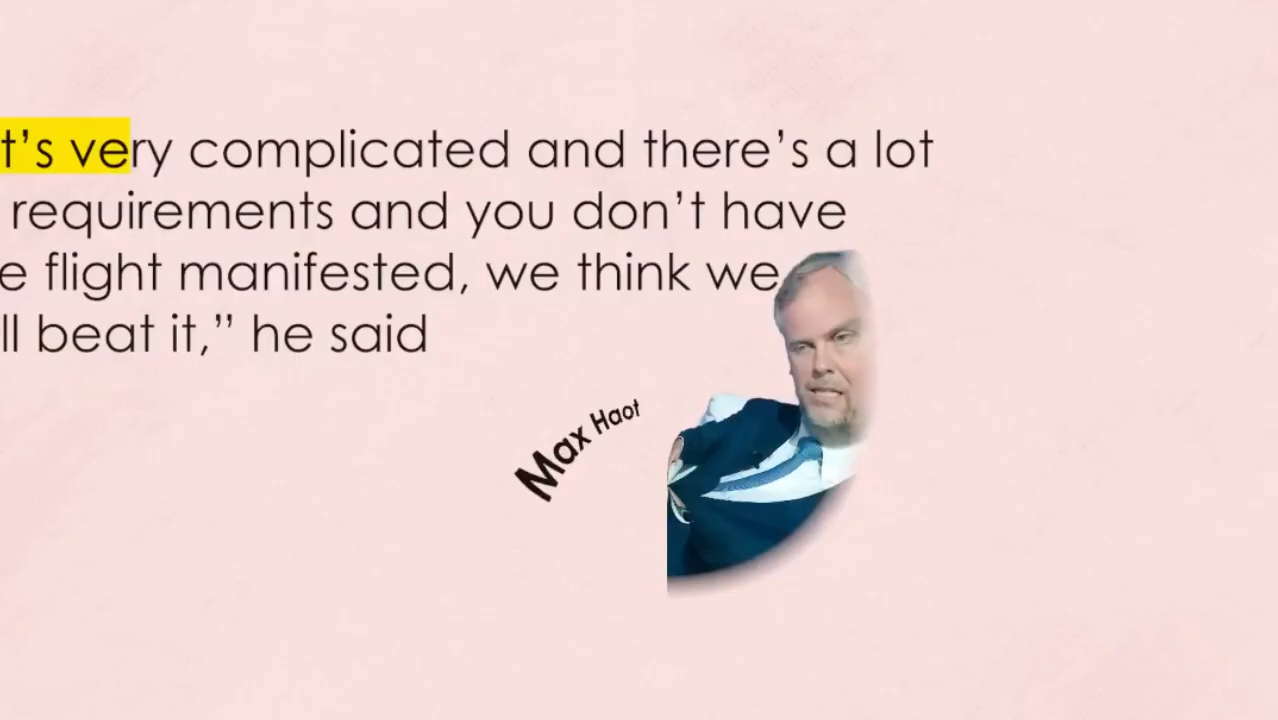 t’s very complicated and there’s a lot
requirements and you don’t have
e flight manifested, we think we
ll beat it,” he said
Max Haot